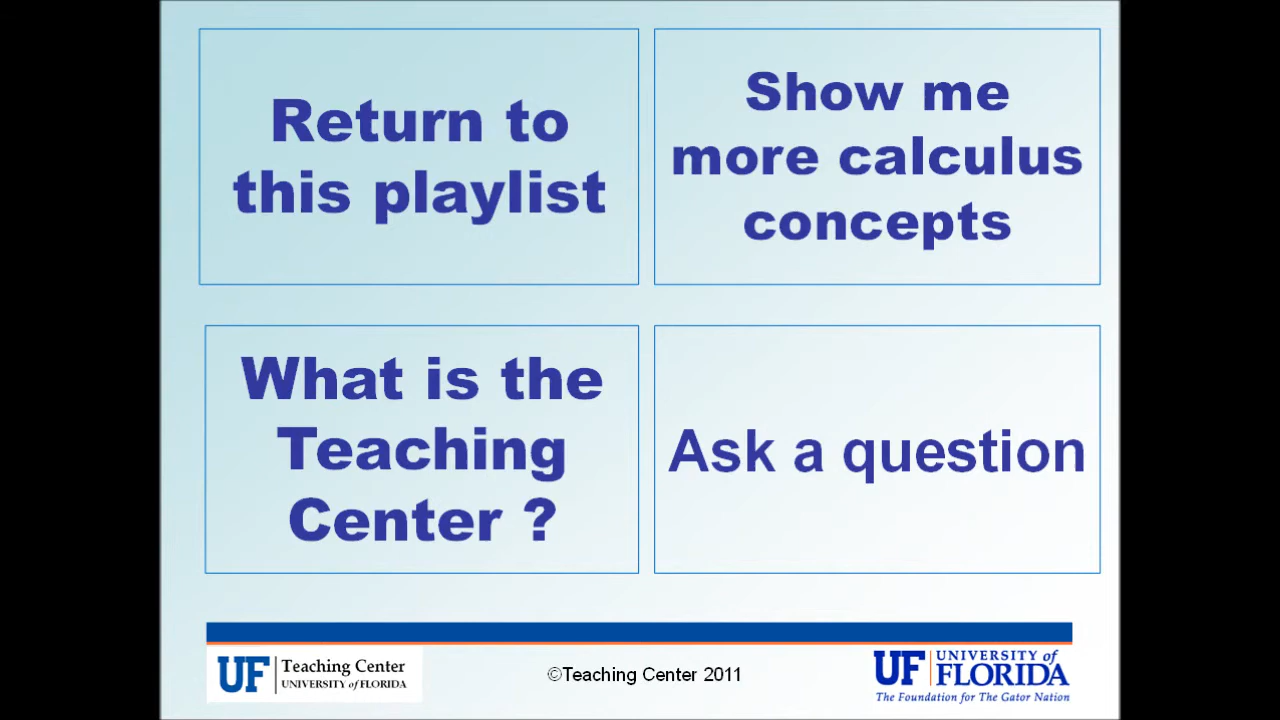 Return to
this playlist
Show me
more calculus
concepts
What is the
Teaching
Center ?
Ask a question
UF Teaching Center
UNIVERSITY of FLORIDA
©Teaching Center 2011
UF UNIVERSITY of
FLORIDA
The Foundation for The Gator Nation